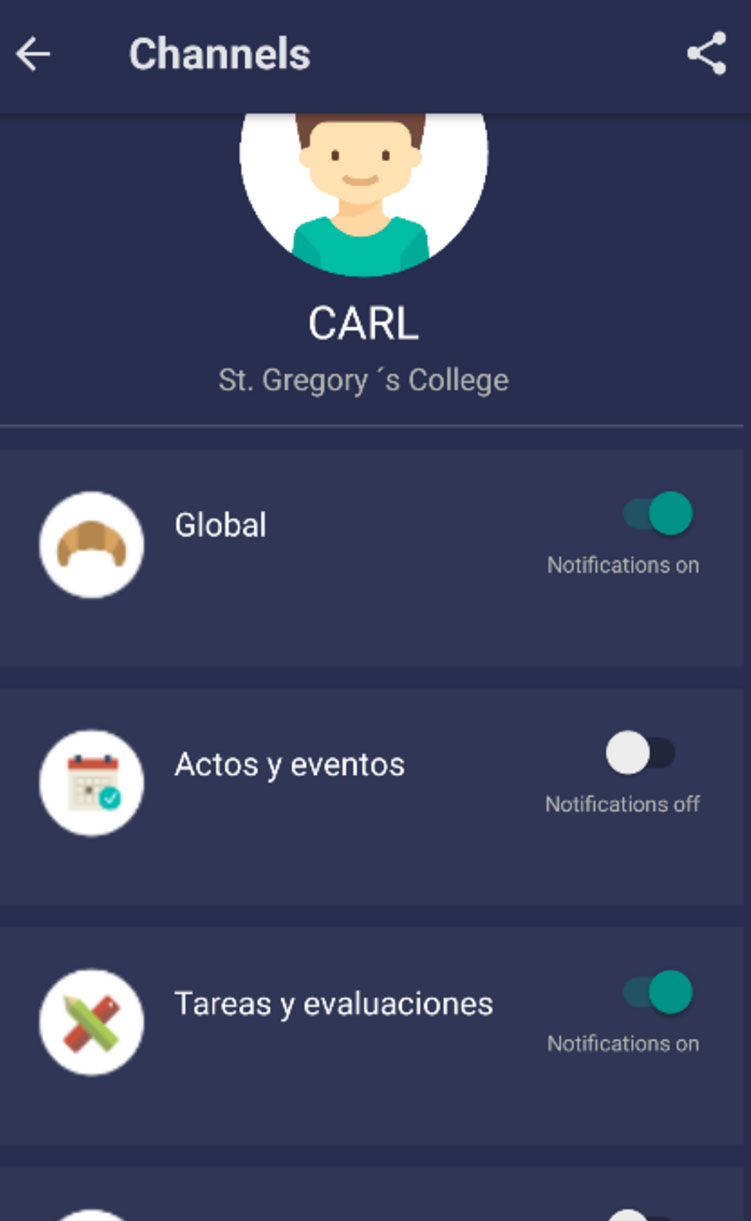 Channels
CARL
St. Gregory ´s College
Global
Notifications on
Actos y eventos
Notifications off
Tareas y evaluaciones
Notifications on